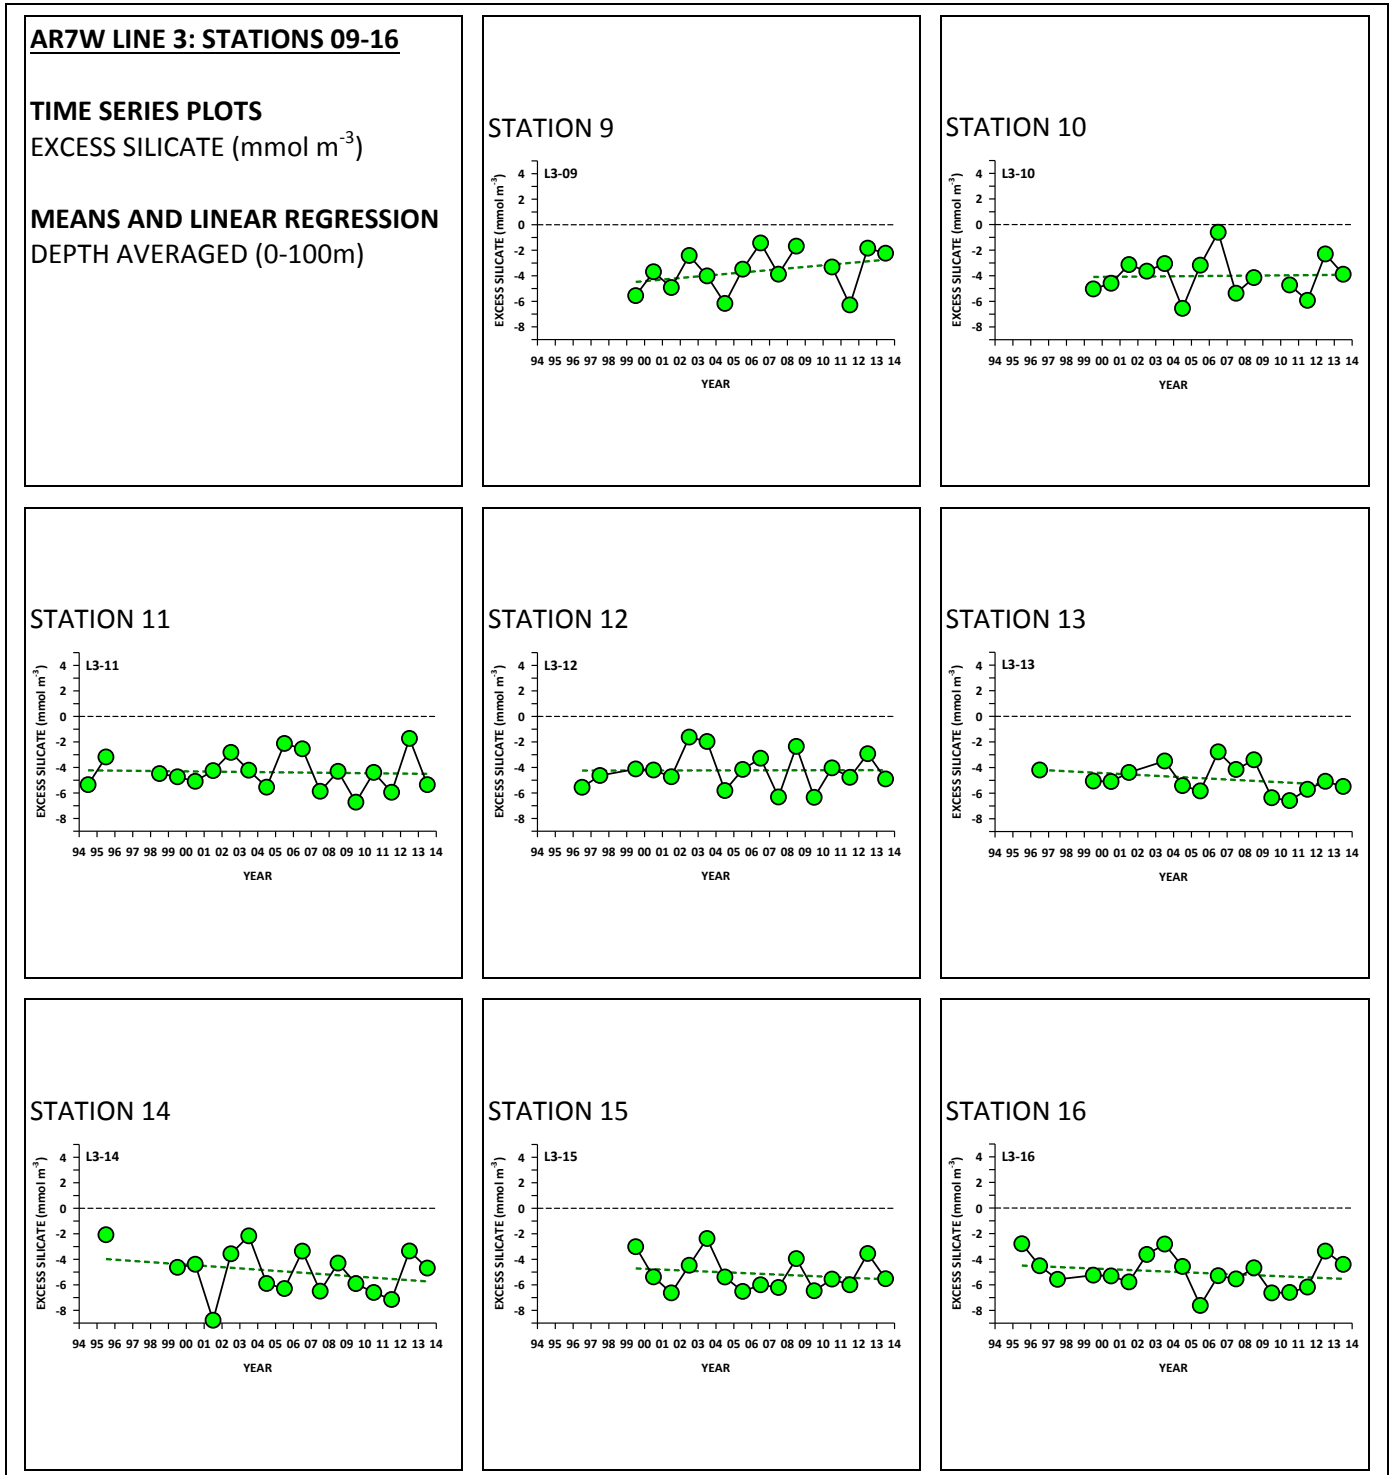 AR7W LINE 3: STATIONS 09-16
TIME SERIES PLOTS
EXCESS SILICATE (mmol m-3)
MEANS AND LINEAR REGRESSION
DEPTH AVERAGED (0-100m)
STATION 9
L3-09
EXCESS SILICATE (mmol m-3)
4
2
0
-2
-4
-6
-8
94 95 96 97 98 99 00 01 02 03 04 05 06 07 08 09 10 11 12 13 14
YEAR
STATION 10
L3-10
EXCESS SILICATE (mmol m-3)
4
2
0
-2
-4
-6
-8
94 95 96 97 98 99 00 01 02 03 04 05 06 07 08 09 10 11 12 13 14
YEAR
STATION 11
L3-11
EXCESS SILICATE (mmol m-3)
4
2
0
-2
-4
-6
-8
94 95 96 97 98 99 00 01 02 03 04 05 06 07 08 09 10 11 12 13 14
YEAR
STATION 12
L3-12
EXCESS SILICATE (mmol m-3)
4
2
0
-2
-4
-6
-8
94 95 96 97 98 99 00 01 02 03 04 05 06 07 08 09 10 11 12 13 14
YEAR
STATION 13
L3-13
EXCESS SILICATE (mmol m-3)
4
2
0
-2
-4
-6
-8
94 95 96 97 98 99 00 01 02 03 04 05 06 07 08 09 10 11 12 13 14
YEAR
STATION 14
L3-14
EXCESS SILICATE (mmol m-3)
4
2
0
-2
-4
-6
-8
94 95 96 97 98 99 00 01 02 03 04 05 06 07 08 09 10 11 12 13 14
YEAR
STATION 15
L3-15
EXCESS SILICATE (mmol m-3)
4
2
0
-2
-4
-6
-8
94 95 96 97 98 99 00 01 02 03 04 05 06 07 08 09 10 11 12 13 14
YEAR
STATION 16
L3-16
EXCESS SILICATE (mmol m-3)
4
2
0
-2
-4
-6
-8
94 95 96 97 98 99 00 01 02 03 04 05 06 07 08 09 10 11 12 13 14
YEAR